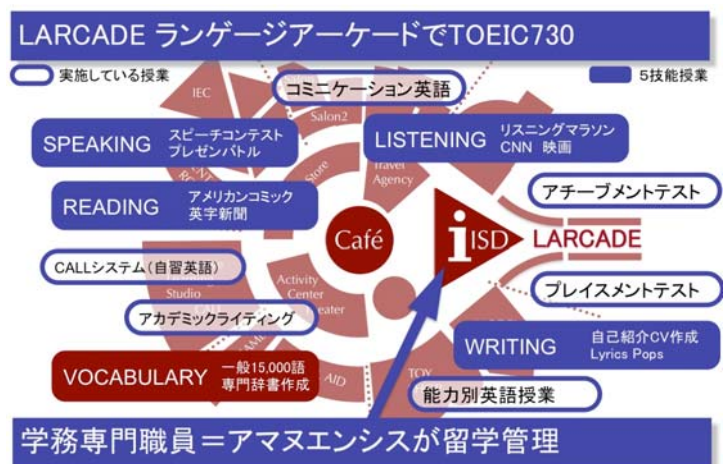 LARCADE ランゲージアーケードでTOEIC730
実施している授業
5技能授業
IEC
コミニケーション英語
Salon2
SPEAKING スピーチコンテスト
プレゼンバトル
LISTENING リスニングマラソン
CNN 映画
Store
Travel
Agency
READING アメリカンコミック
英字新聞
アチーブメントテスト
Café
i ISD
LARCADE
CALLシステム（自習英語）
Studio
Activity
Center
Theater
プレイスメントテスト
アカデミックライティング
WRITING 自己紹介CV作成
Lyrics Pops
VOCABULARY 一般15,000語
専門辞書作成
AID
TOY
能力別英語授業
学務専門職員＝アマヌエンシスが留学管理